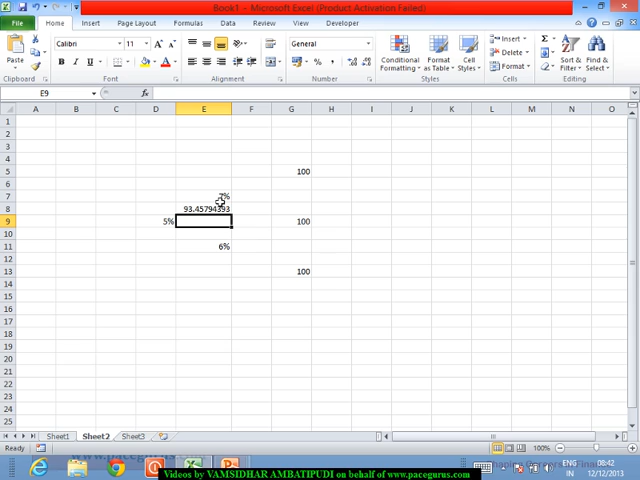 Book1 - Microsoft Excel (Product Activation Failed)
File Home Insert Page Layout Formulas Data Review View Developer
Paste Calibri 11 General Conditional Formatting Format as Table Cell Styles Insert Delete Format Sort & Filter Find & Select
Clipboard Font Alignment Number Styles Cells Editing
E9 fx
A B C D E F G H I J K L M N O
1
2
3
4
5 100
6
7 7%
8 93.45794393
9 5% 100
10
11 6%
12
13 100
14
15
16
17
18
19
20
21
22
23
24
25
Sheet1 Sheet2 Sheet3
Ready 100%
ENG 08:42
IN 12/12/2013
Videos by VAMSIDHAR AMBATIPUDI on behalf of www.pacegurus.com